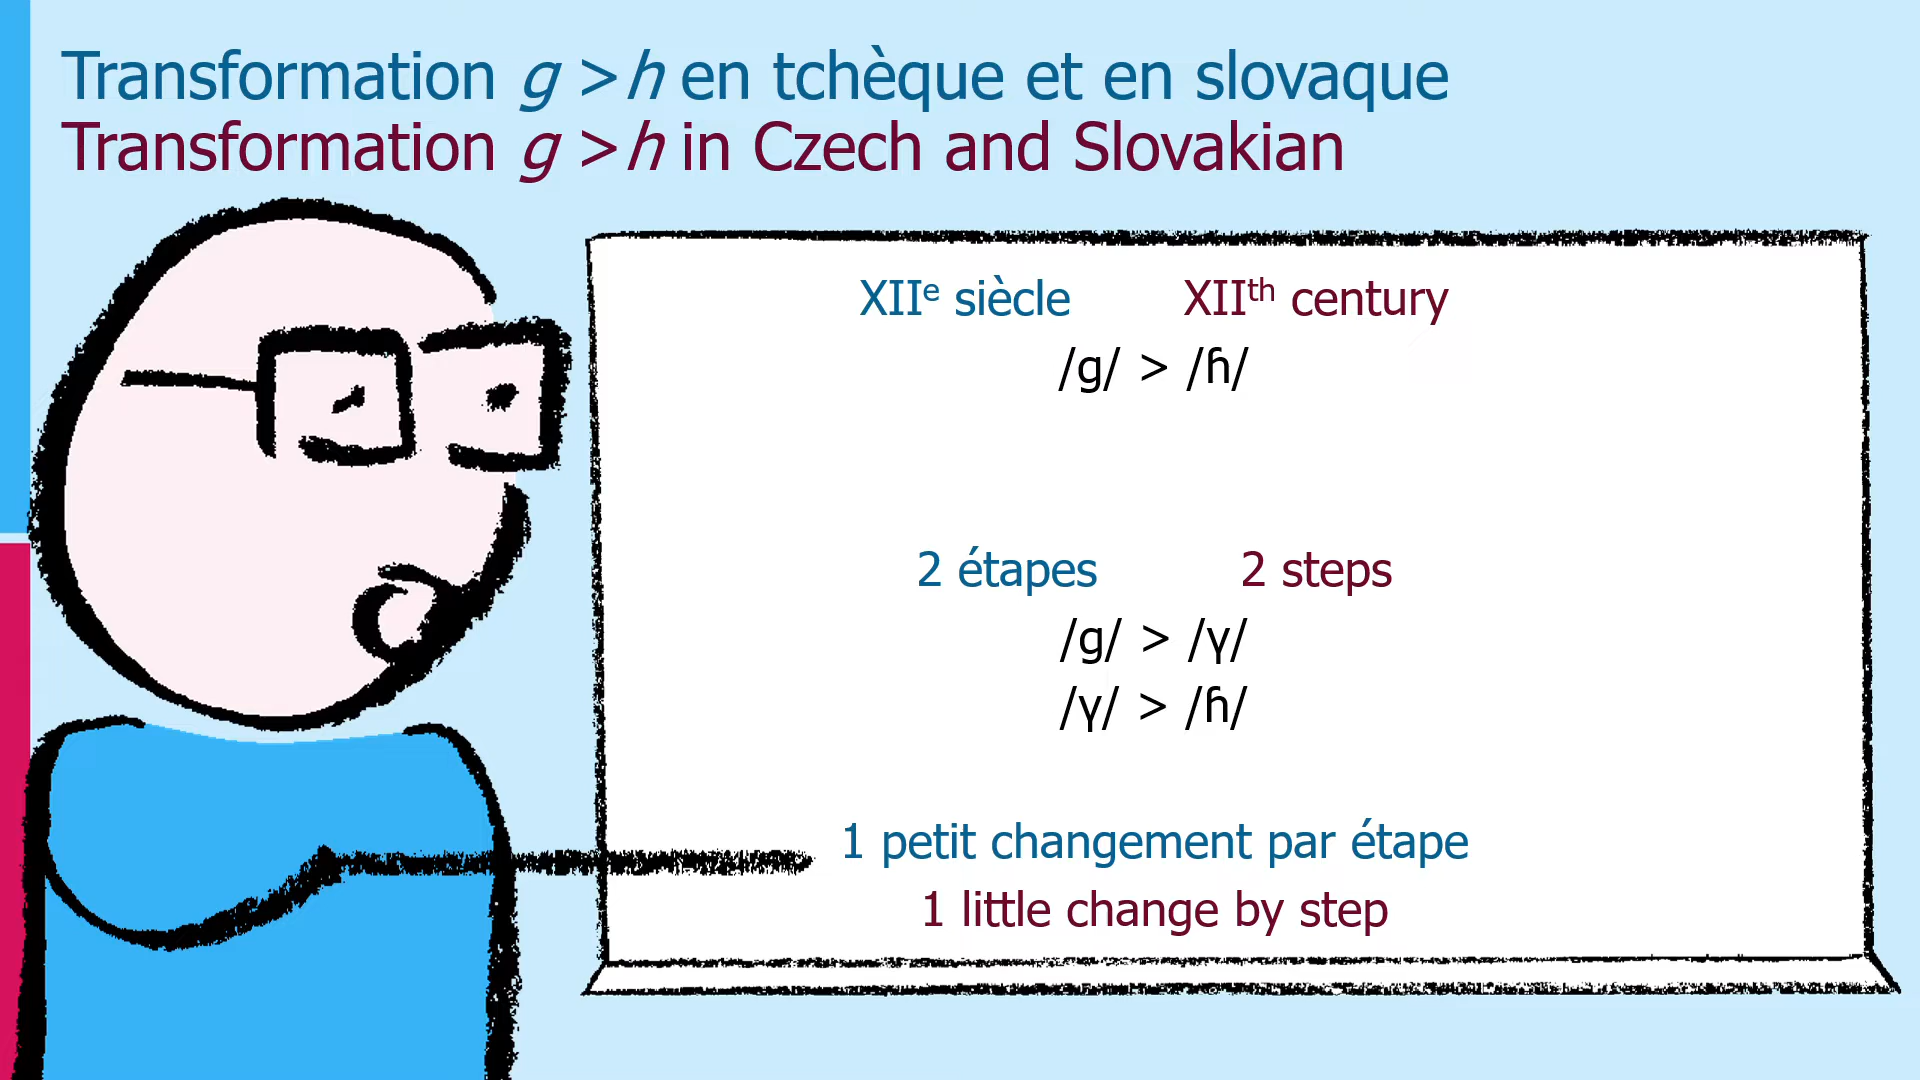 Transformation g > h en tchèque et en slovaque
Transformation g > h in Czech and Slovakian
XIIᵉ siècle XIIᵗʰ century
/g/ > /ɦ/
2 étapes 2 steps
/g/ > /ɣ/
/ɣ/ > /ɦ/
1 petit changement par étape
1 little change by step